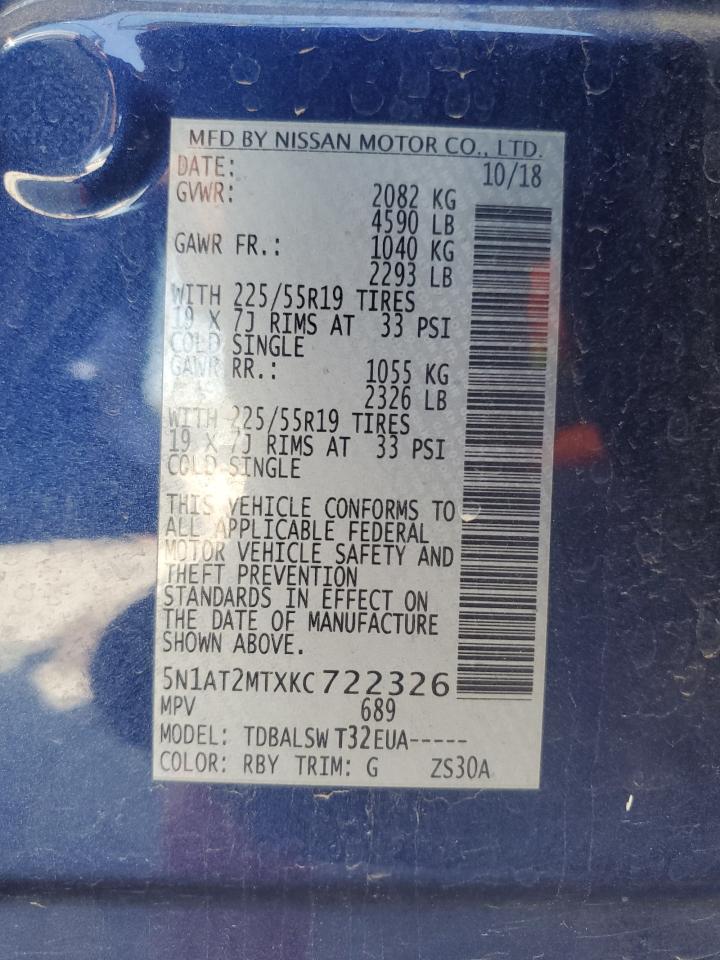 MFD BY NISSAN MOTOR CO., LTD.
DATE: 10/18
GVWR: 2082 KG
4590 LB
GAWR FR.: 1040 KG
2293 LB
WITH 225/55R19 TIRES
19 X 7J RIMS AT 33 PSI
COLD SINGLE
GAWR RR.: 1055 KG
2326 LB
WITH 225/55R19 TIRES
19 X 7J RIMS AT 33 PSI
COLD SINGLE
THIS VEHICLE CONFORMS TO
ALL APPLICABLE FEDERAL
MOTOR VEHICLE SAFETY AND
THEFT PREVENTION
STANDARDS IN EFFECT ON
THE DATE OF MANUFACTURE
SHOWN ABOVE.
5N1AT2MTXKC722326
MPV 689
MODEL: TDBALSW T32EUA-----
COLOR: RBY TRIM: G ZS30A